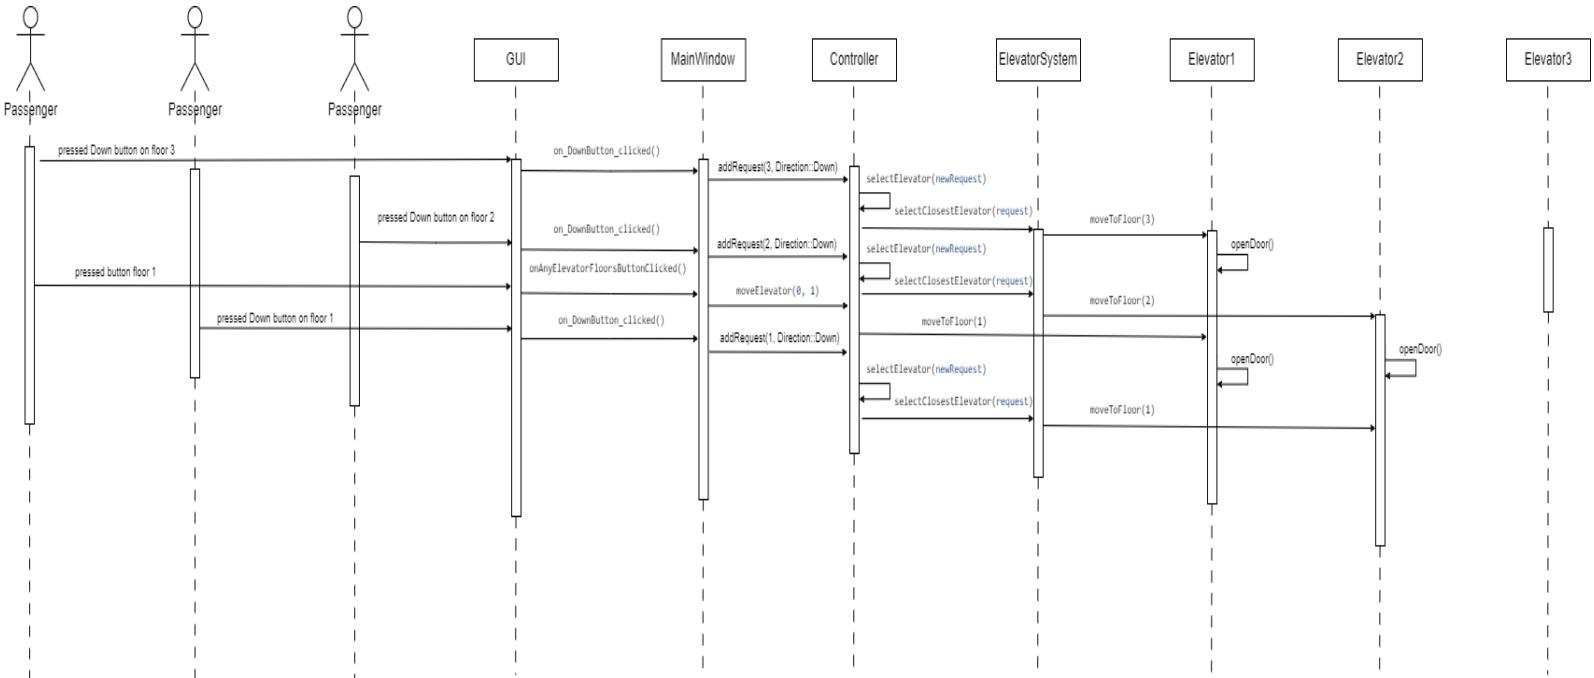 GUI
MainWindow
Controller
ElevatorSystem
Elevator1
Elevator2
Elevator3
Passenger
Passenger
Passenger
pressed Down button on floor 3
on_DownButton_clicked()
addRequest(3, Direction::Down)
selectElevator(newRequest)
selectClosestElevator(request)
moveToFloor(3)
pressed Down button on floor 2
on_DownButton_clicked()
addRequest(2, Direction::Down)
selectElevator(newRequest)
openDoor()
pressed button floor 1
onAnyElevatorFloorsButtonClicked()
moveElevator(0, 1)
selectClosestElevator(request)
moveToFloor(2)
pressed Down button on floor 1
on_DownButton_clicked()
moveToFloor(1)
addRequest(1, Direction::Down)
openDoor()
openDoor()
selectElevator(newRequest)
selectClosestElevator(request)
moveToFloor(1)